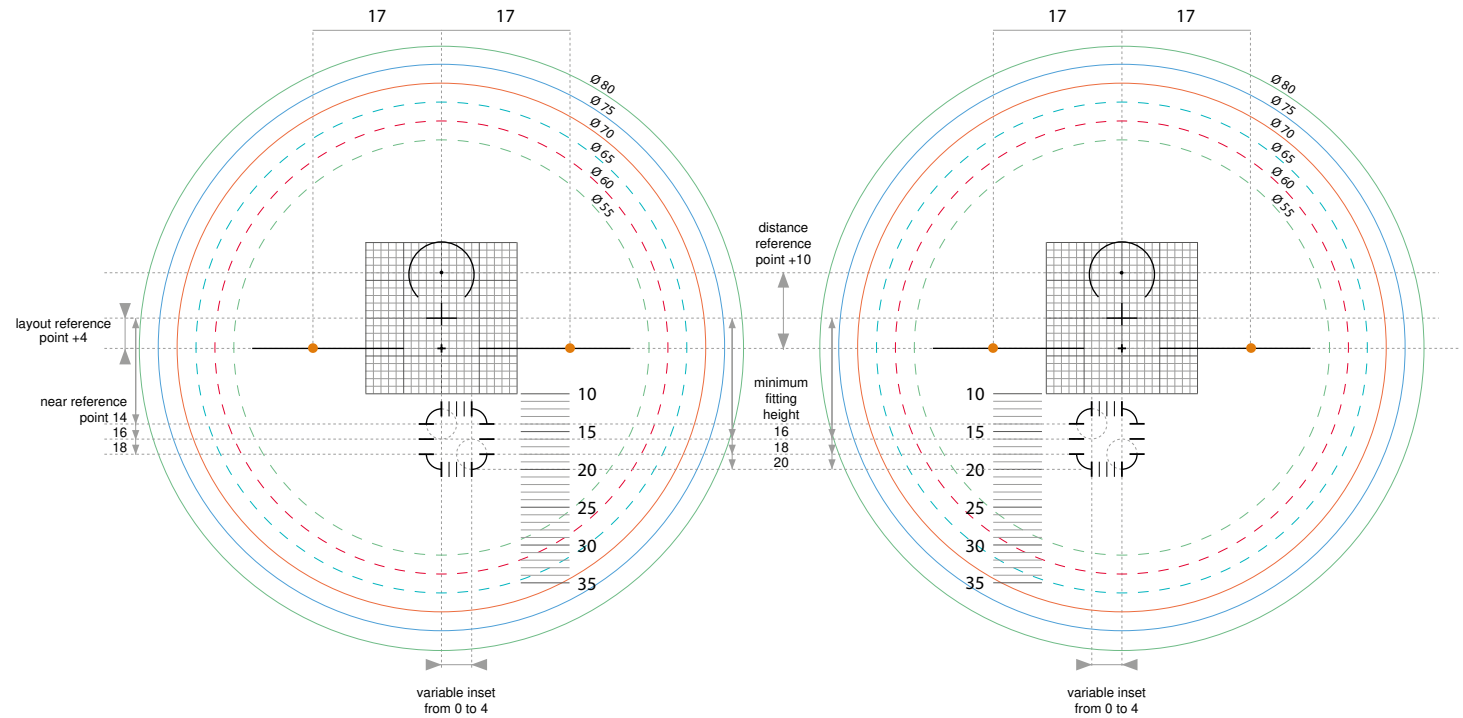 17
17
17
17
Ø 80
Ø 75
Ø 70
Ø 65
Ø 60
Ø 55
Ø 80
Ø 75
Ø 70
Ø 65
Ø 60
Ø 55
distance
reference
point +10
layout reference
point +4
near reference
point 14
16
18
minimum
fitting
height
16
18
20
10
15
20
25
30
35
10
15
20
25
30
35
variable inset
from 0 to 4
variable inset
from 0 to 4